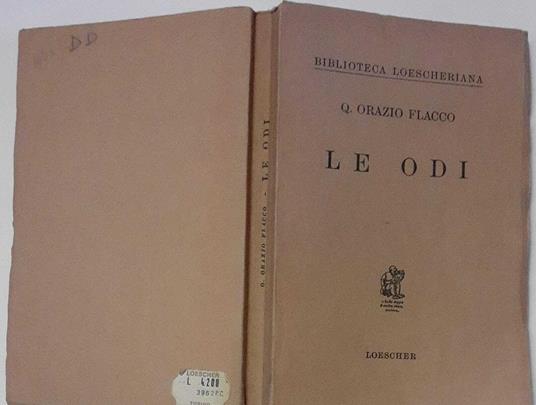 DD
LOESCHER
L 4200
Q. ORAZIO FLACCO - LE ODI
BIBLIOTECA LOESCHERIANA
Q. ORAZIO FLACCO
LE ODI
LOESCHER